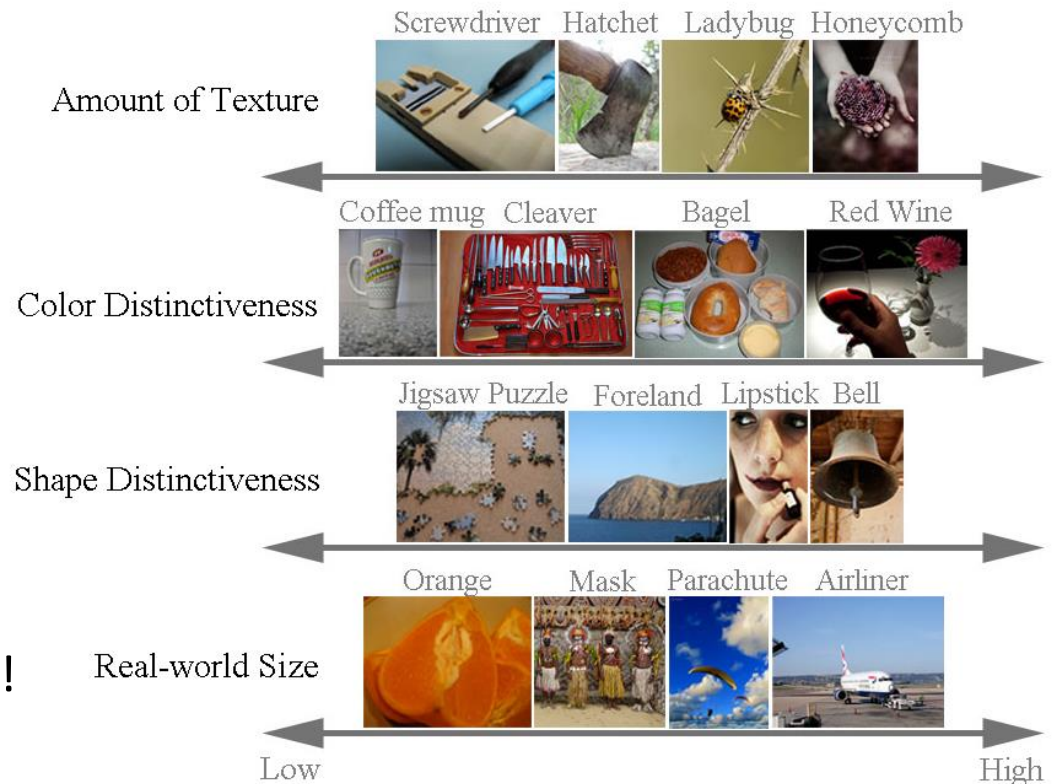 Screwdriver Hatchet Ladybug Honeycomb
Amount of Texture
Coffee mug Cleaver Bagel Red Wine
Color Distinctiveness
Jigsaw Puzzle Foreland Lipstick Bell
Shape Distinctiveness
Orange Mask Parachute Airliner
! Real-world Size
Low High